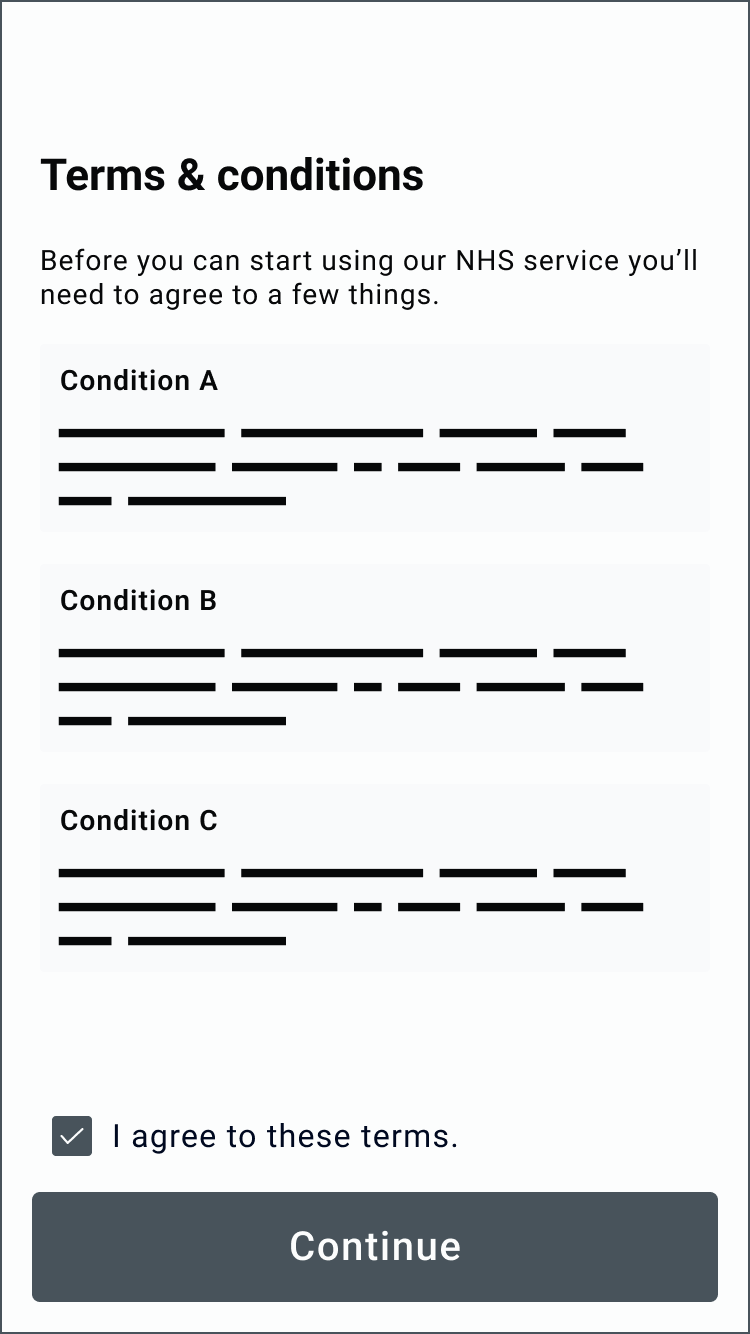 Terms & conditions
Before you can start using our NHS service you’ll
need to agree to a few things.
Condition A
Condition B
Condition C
I agree to these terms.
Continue